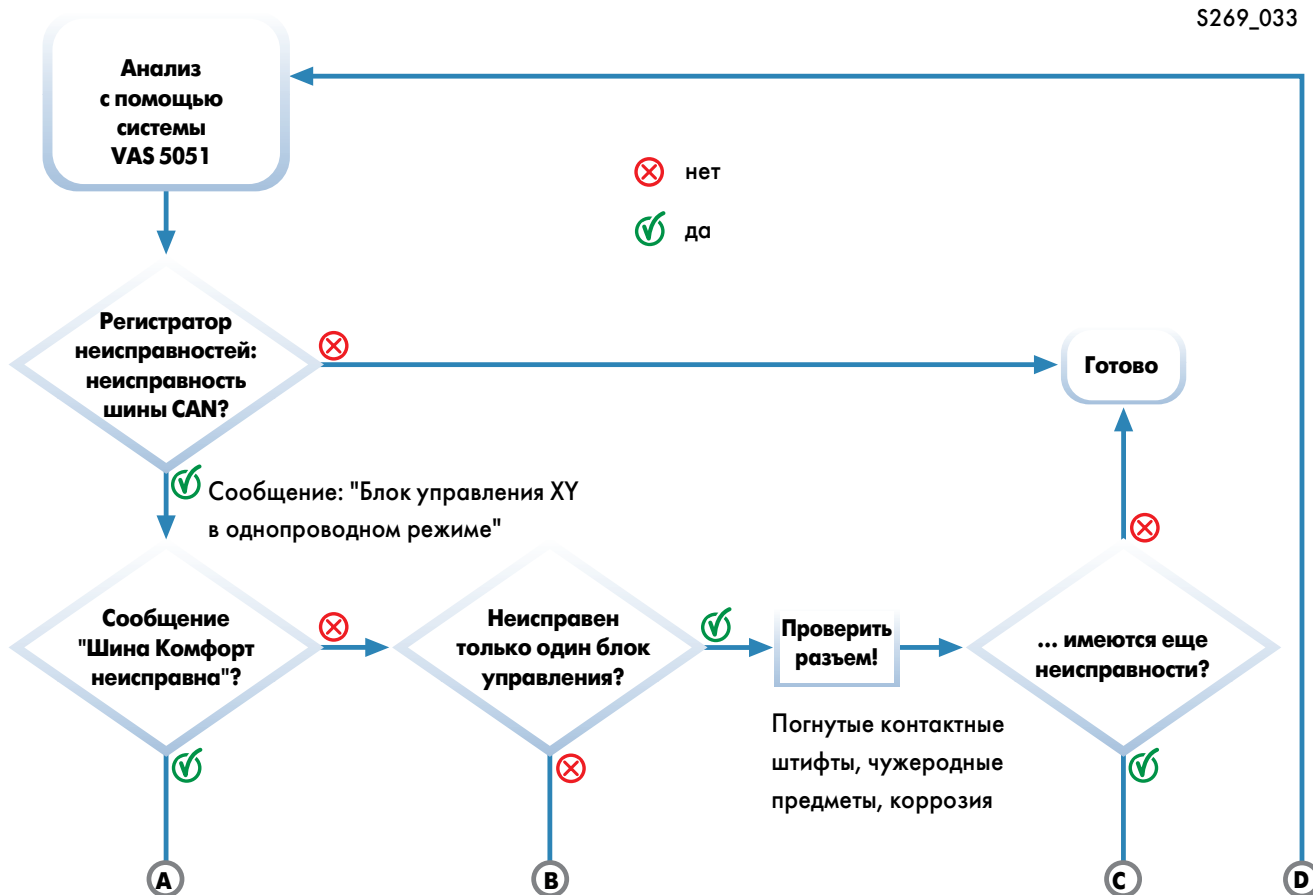 S269_033
Анализ
с помощью
системы
VAS 5051
нет
да
Регистратор
неисправностей:
неисправность
шины CAN?
Готово
Сообщение: "Блок управления XY
в однопроводном режиме"
Сообщение
"Шина Комфорт
неисправна"?
Неисправен
только один блок
управления?
Проверить
разъем!
... имеются еще
неисправности?
Погнутые контактные
штифты, чужеродные
предметы, коррозия
A
B
C
D